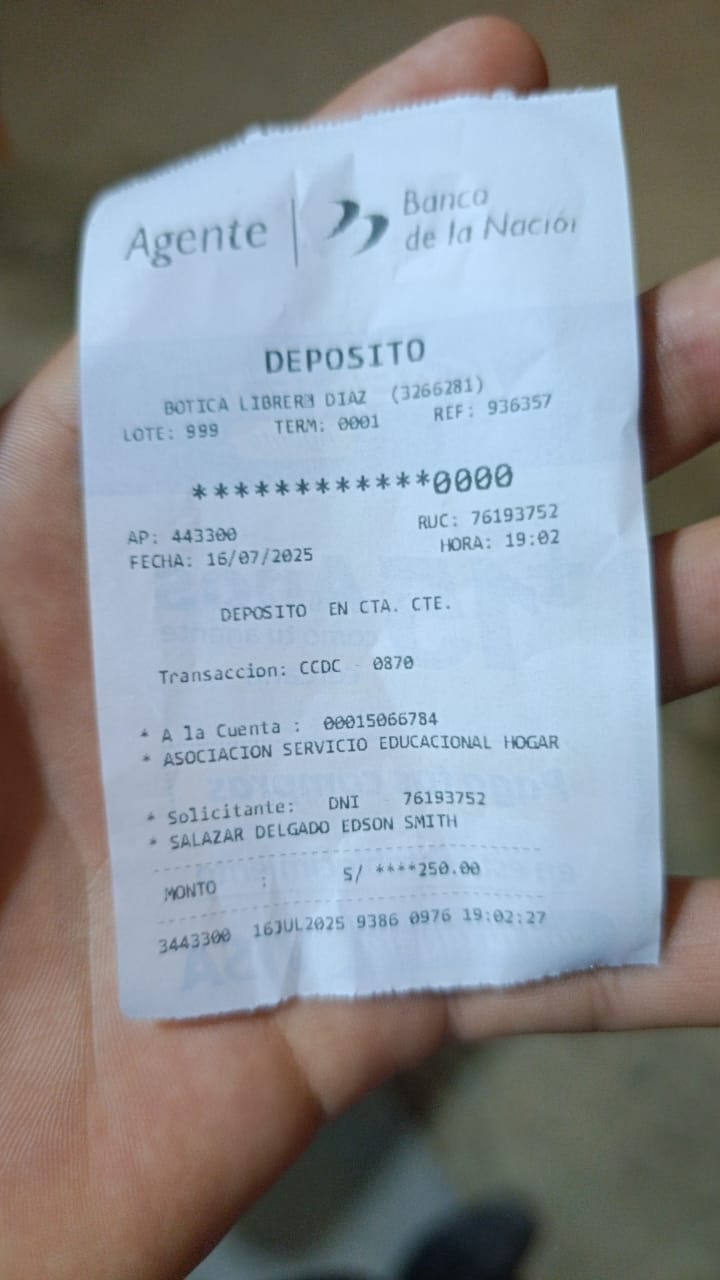 Agente | Banco
de la Nación
DEPOSITO
BOTICA LIBRERM DIAZ (3266281)
LOTE: 999 TERM: 0001 REF: 936357
************0000
AP: 443300 RUC: 76193752
FECHA: 16/07/2025 HORA: 19:02
DEPOSITO EN CTA. CTE.
Transaccion: CCDC - 0870
* A la Cuenta : 00015066784
* ASOCIACION SERVICIO EDUCACIONAL HOGAR
* Solicitante: DNI - 76193752
* SALAZAR DELGADO EDSON SMITH
MONTO : S/ ****250.00
3443300 16JUL2025 9386 0976 19:02:27